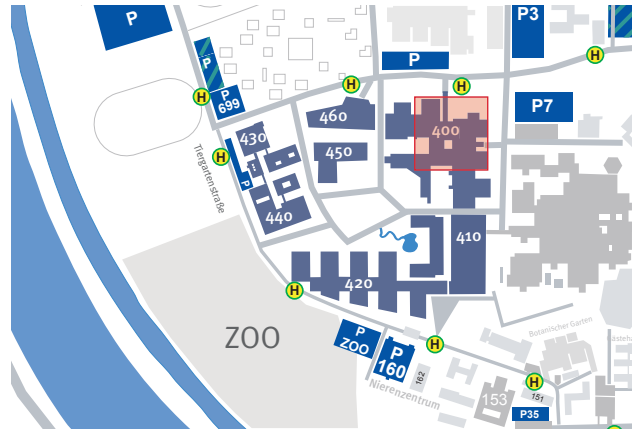 P
P3
P
H
P
H
H
P
699
H
P7
460
400
430
450
H
Tiergartenstraße
P
440
410
420
H
ZOO
P
ZOO
H
P
160
Botanischer Garten
162
H
Nierenzentrum
153
151
P35
H